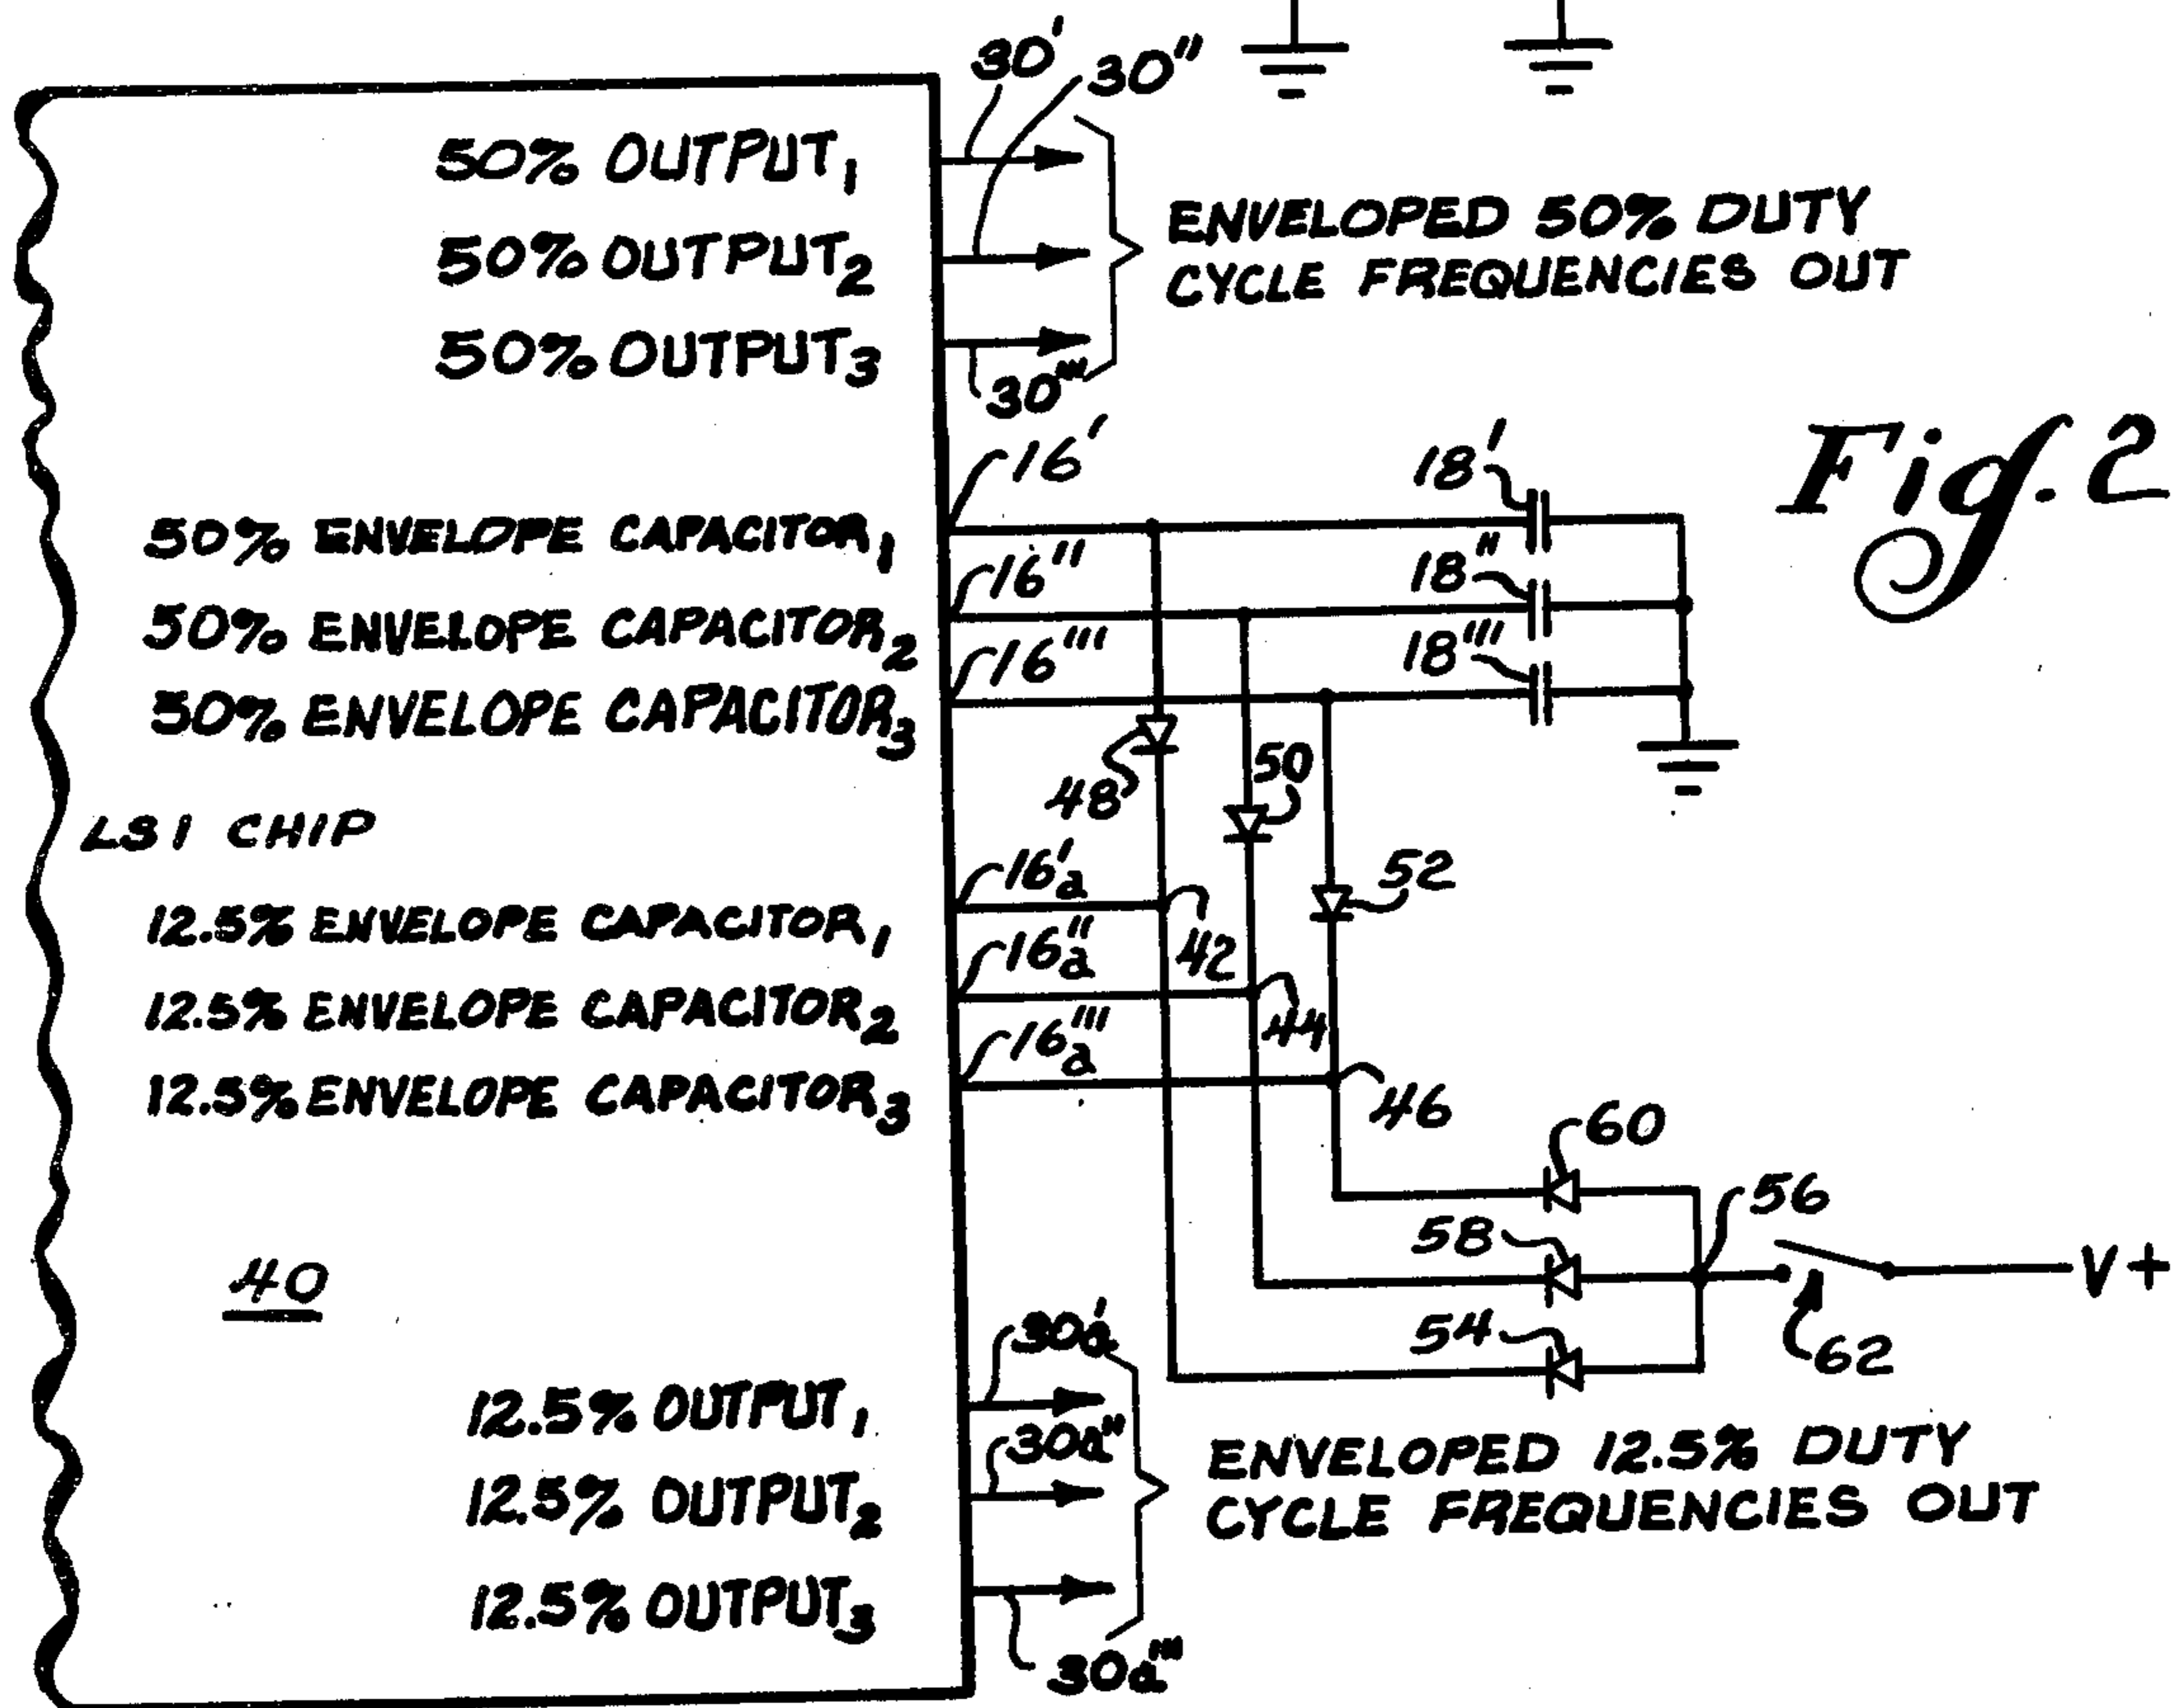 30'
30"
50% OUTPUT1
50% OUTPUT2
50% OUTPUT3
30'''
ENVELOPED 50% DUTY
CYCLE FREQUENCIES OUT
Fig. 2
16'
18'
50% ENVELOPE CAPACITOR1
16"
18"
50% ENVELOPE CAPACITOR2
16'''
18'''
50% ENVELOPE CAPACITOR3
48
50
LSI CHIP
52
16'a
12.5% ENVELOPE CAPACITOR1
42
16"a
12.5% ENVELOPE CAPACITOR2
44
16'''a
12.5% ENVELOPE CAPACITOR3
46
60
56
58
V+
54
62
40
30a'
12.5% OUTPUT1
30a"
12.5% OUTPUT2
12.5% OUTPUT3
30a'''
ENVELOPED 12.5% DUTY
CYCLE FREQUENCIES OUT